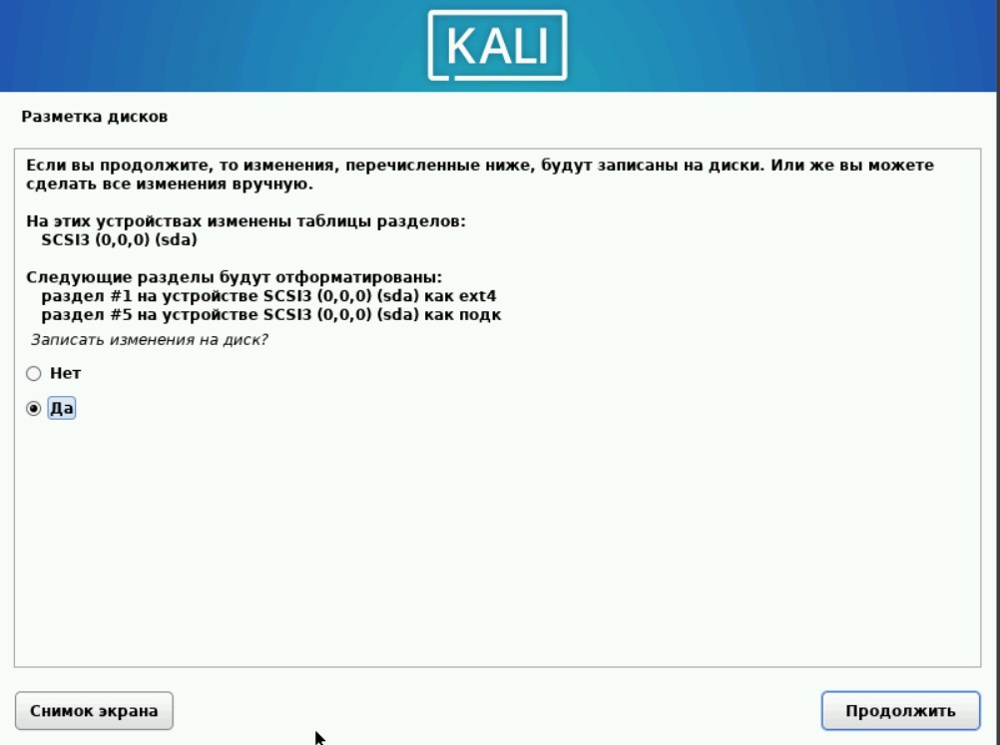 KALI
Разметка дисков
Если вы продолжите, то изменения, перечисленные ниже, будут записаны на диски. Или же вы можете
сделать все изменения вручную.
На этих устройствах изменены таблицы разделов:
SCSI3 (0,0,0) (sda)
Следующие разделы будут отформатированы:
раздел #1 на устройстве SCSI3 (0,0,0) (sda) как ext4
раздел #5 на устройстве SCSI3 (0,0,0) (sda) как подк
Записать изменения на диск?
Нет
Да
Снимок экрана
Продолжить